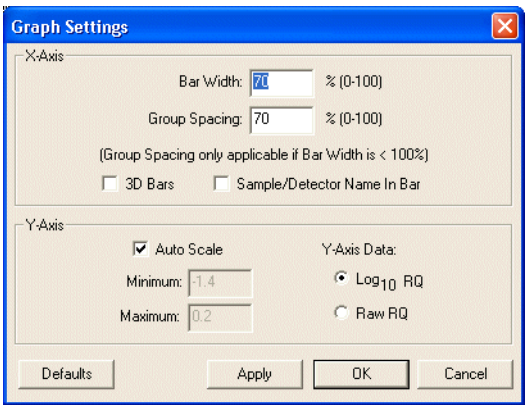 Graph Settings
X-Axis
Bar Width: 70 % (0-100)
Group Spacing: 70 % (0-100)
(Group Spacing only applicable if Bar Width is < 100%)
3D Bars Sample/Detector Name In Bar
Y-Axis
Auto Scale Y-Axis Data:
Minimum: -1.4 Log10 RQ
Maximum: 0.2 Raw RQ
Defaults Apply OK Cancel